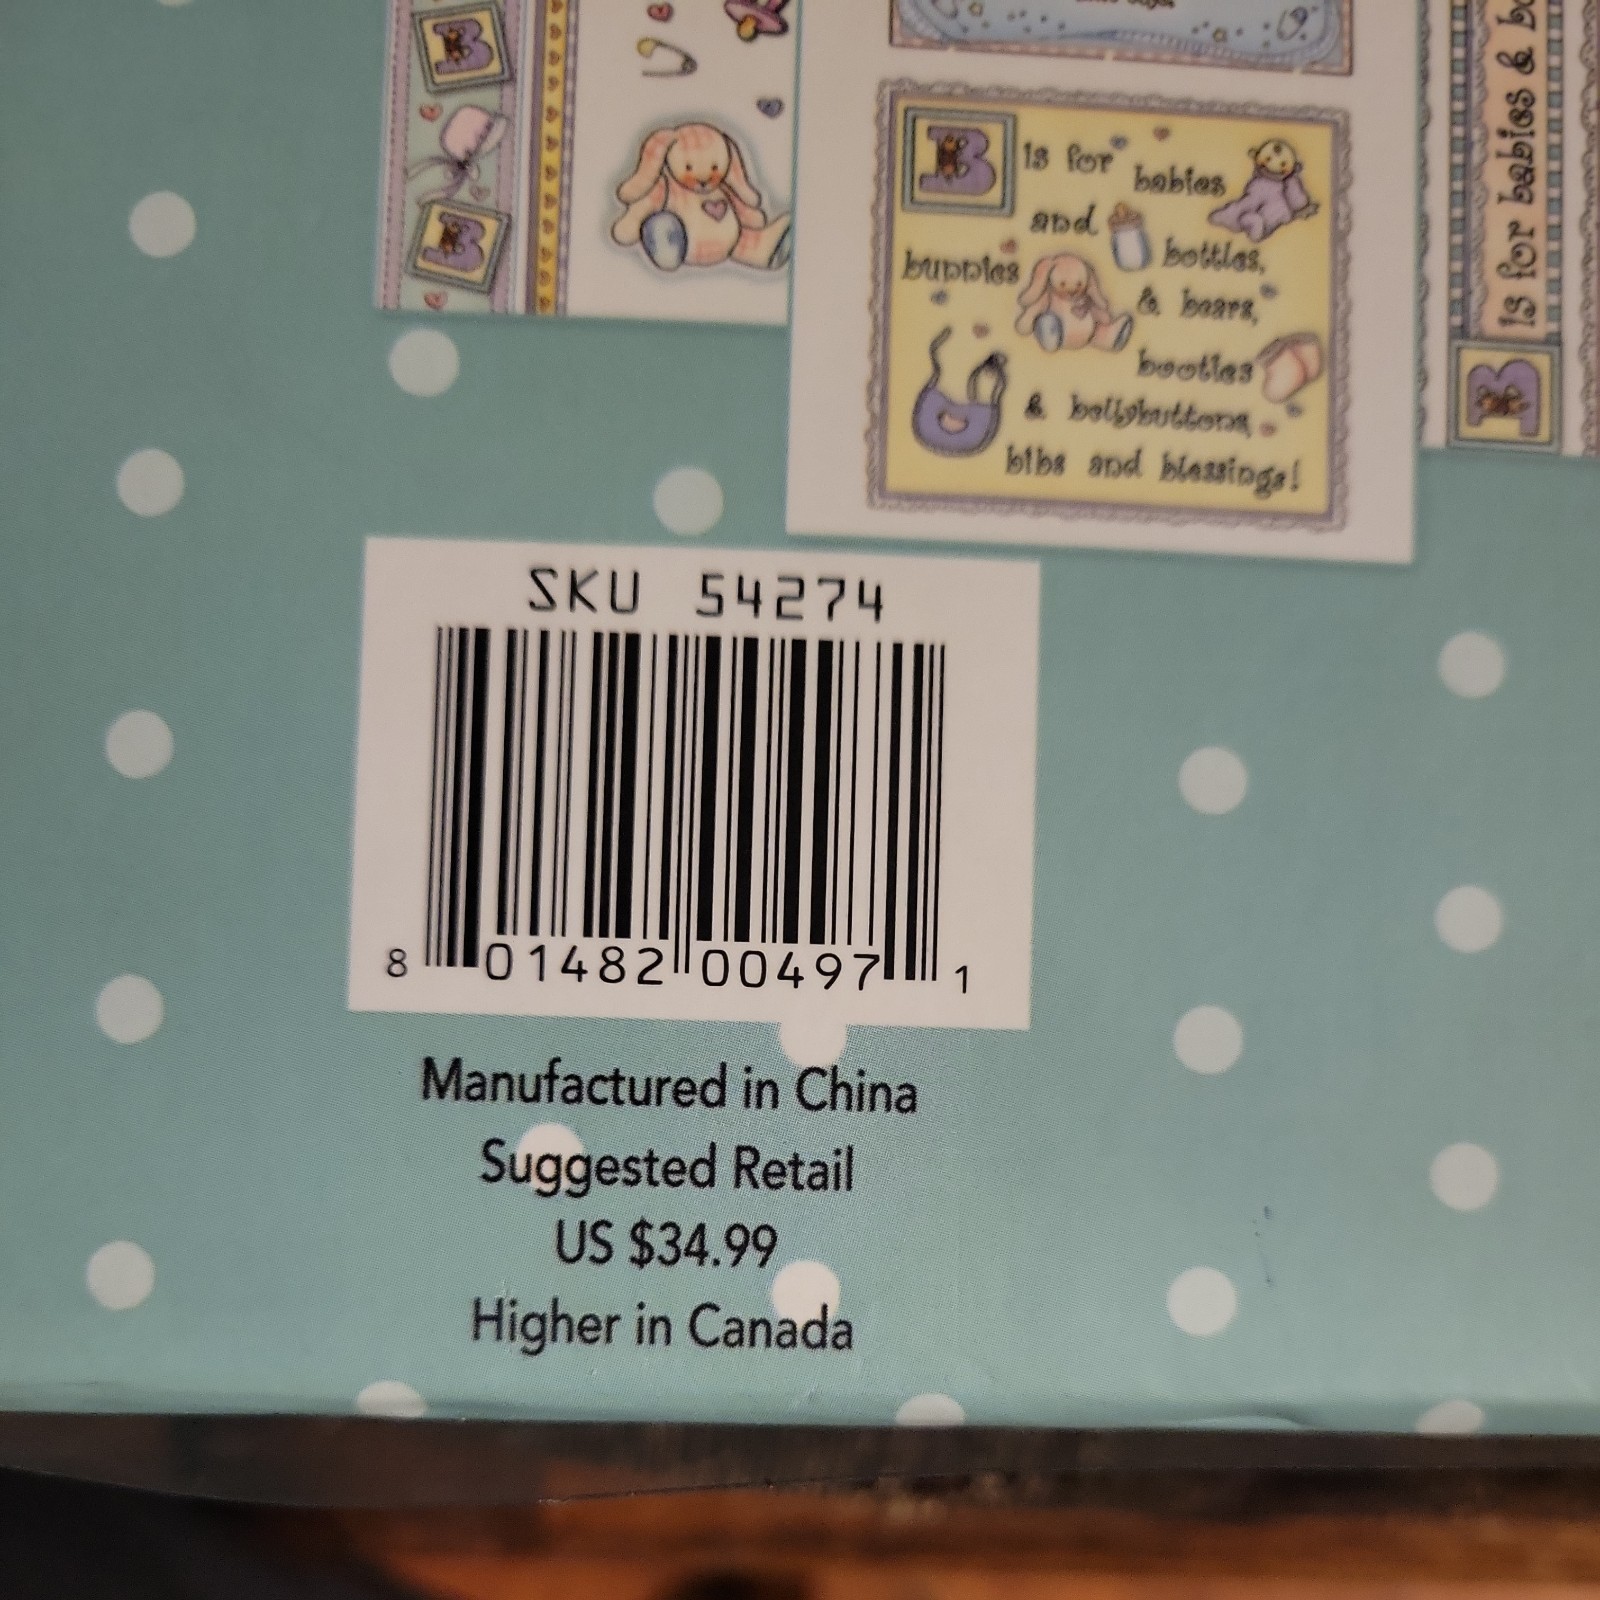 B is for babies
and bottles,
bunnies & bears,
booties
& bellybuttons
bibs and blessings!
B is for babies &
SKU 54274
8 01482 00497 1
Manufactured in China
Suggested Retail
US $34.99
Higher in Canada